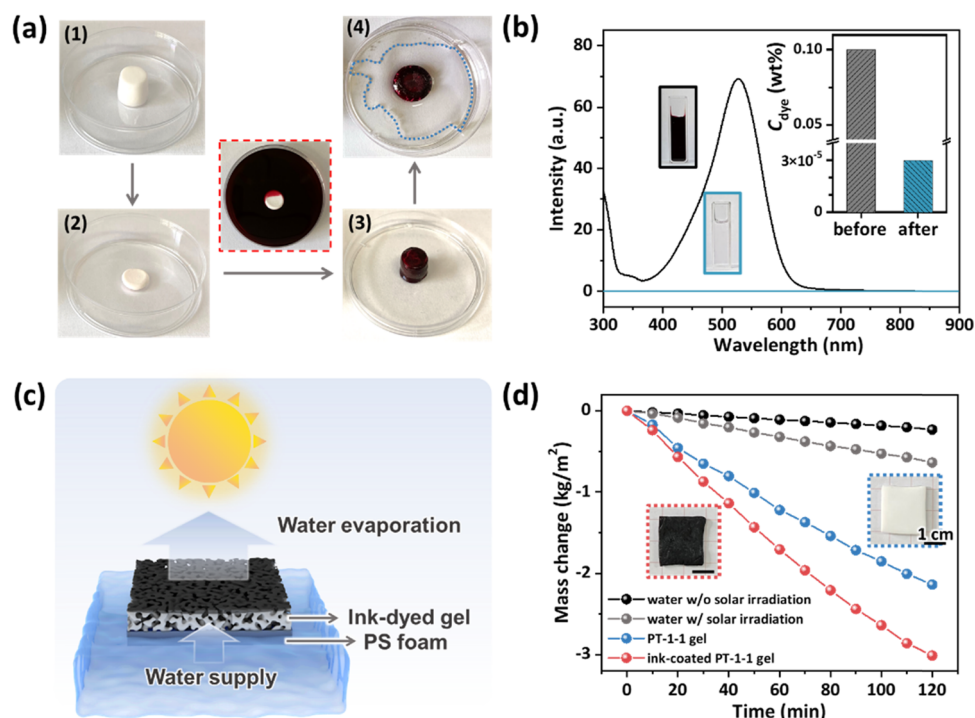 (a)
(1)
(2)
(3)
(4)
(b)
Intensity (a.u.)
80
60
40
20
0
300 400 500 600 700 800 900
Wavelength (nm)
C_dye (wt%)
0.10
0.05
3×10⁻⁵
0
before after
(c)
Water evaporation
Ink-dyed gel
PS foam
Water supply
(d)
Mass change (kg/m²)
0
-1
-2
-3
0 20 40 60 80 100 120
Time (min)
1 cm
water w/o solar irradiation
water w/ solar irradiation
PT-1-1 gel
ink-coated PT-1-1 gel